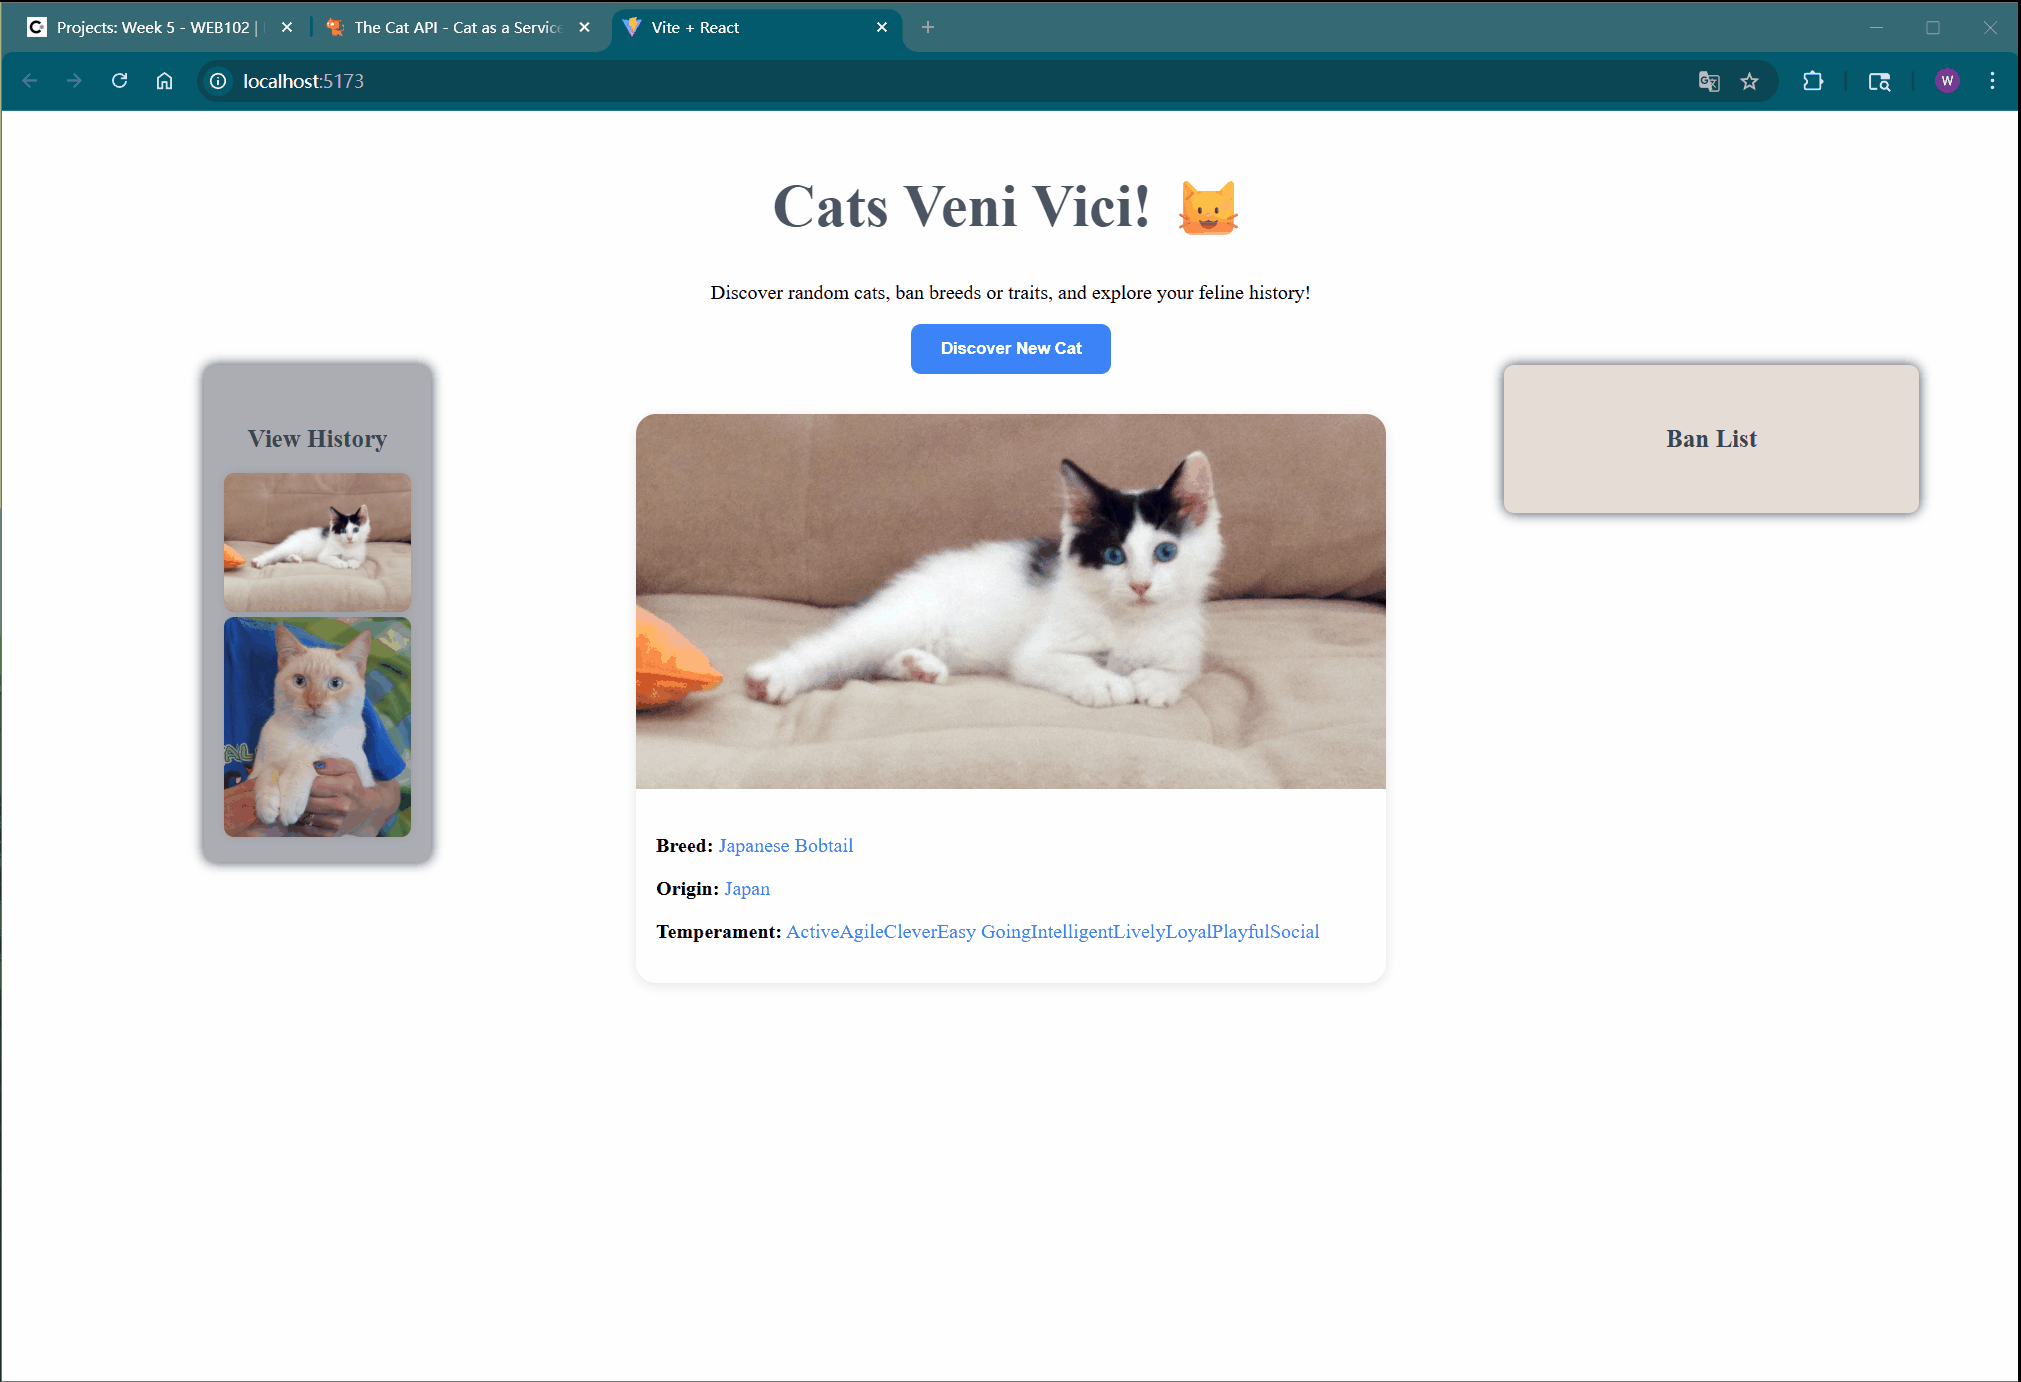 Projects: Week 5 - WEB102 |
The Cat API - Cat as a Service
Vite + React
localhost:5173
W
Cats Veni Vici! 😺
Discover random cats, ban breeds or traits, and explore your feline history!
Discover New Cat
View History
Ban List
Breed: Japanese Bobtail
Origin: Japan
Temperament: ActiveAgileCleverEasy GoingIntelligentLivelyLoyalPlayfulSocial